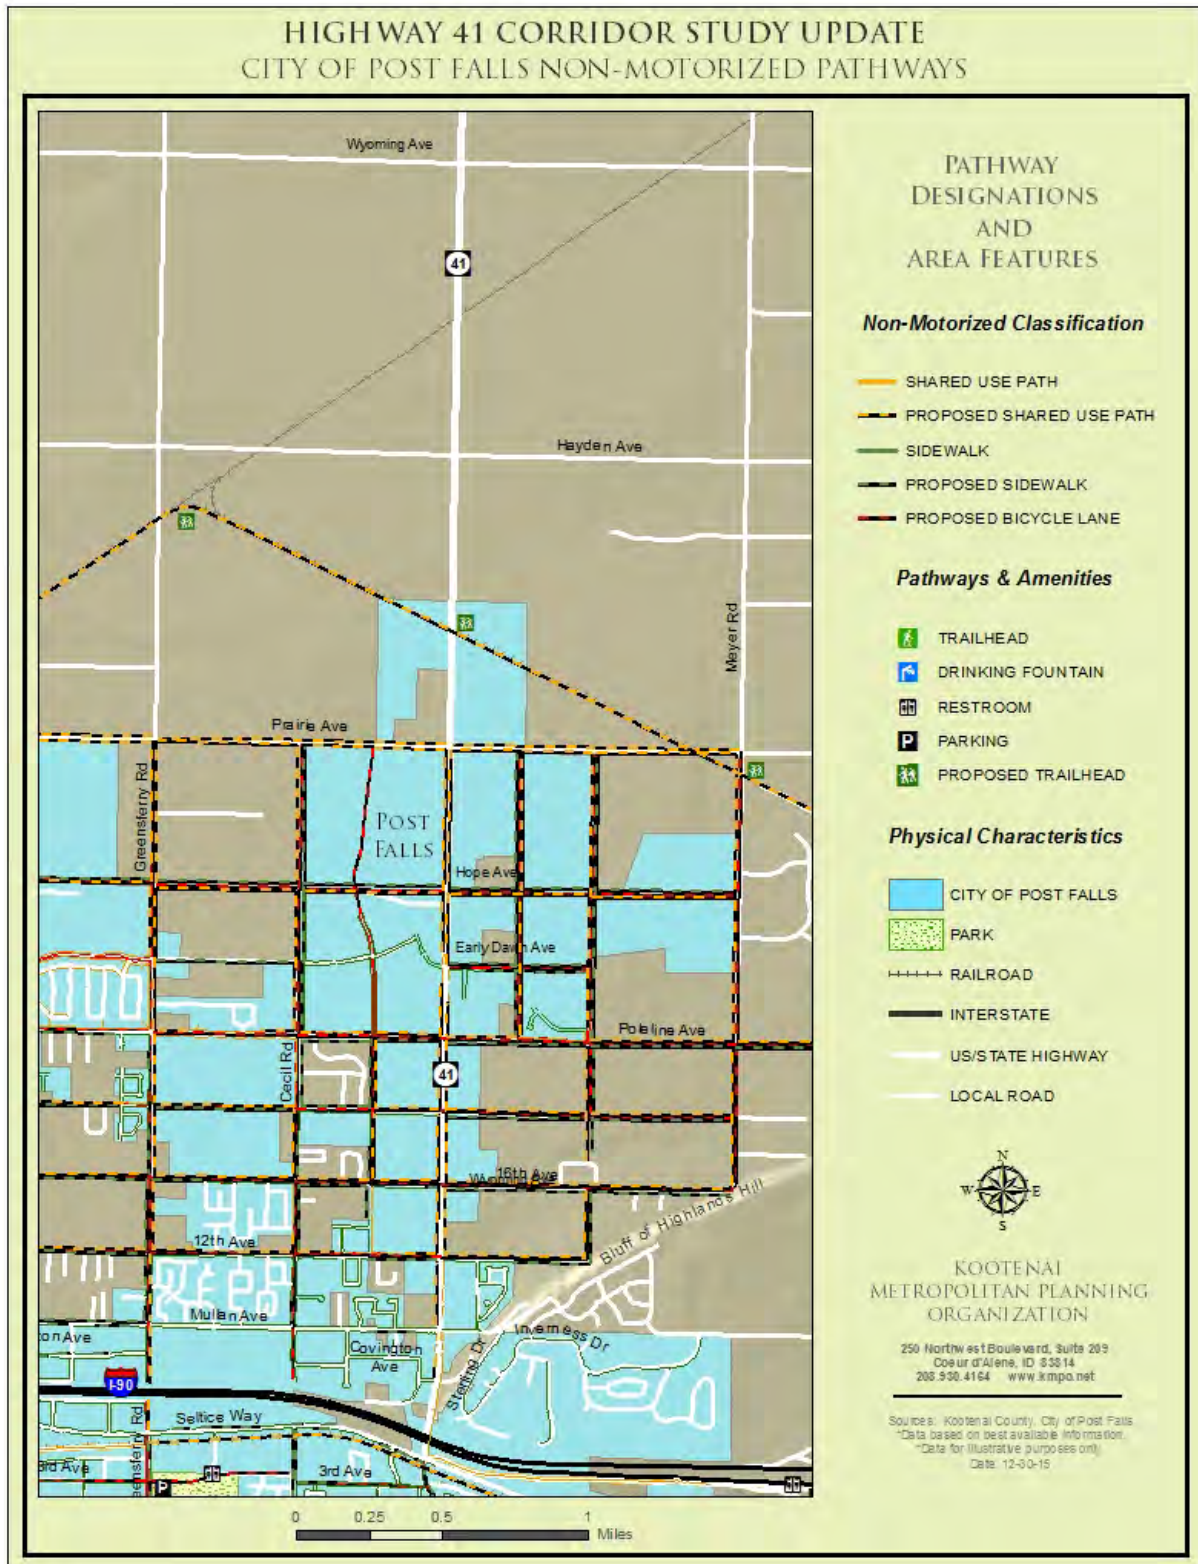 HIGHWAY 41 CORRIDOR STUDY UPDATE
CITY OF POST FALLS NON-MOTORIZED PATHWAYS
Wyoming Ave
41
Hayden Ave
Meyer Rd
Prairie Ave
Greensferry Rd
POST
FALLS
Hope Ave
Early Dawn Ave
Poleline Ave
Cecil Rd
41
16th Ave
Bluff of Highlands Hill
12th Ave
Mullan Ave
ton Ave
Covington
Ave
Inverness Dr
Sterling Dr
I-90
Seltice Way
eensferry Rd
3rd Ave
3rd Ave
P
0 0.25 0.5 1
Miles
PATHWAY
DESIGNATIONS
AND
AREA FEATURES
Non-Motorized Classification
SHARED USE PATH
PROPOSED SHARED USE PATH
SIDEWALK
PROPOSED SIDEWALK
PROPOSED BICYCLE LANE
Pathways & Amenities
TRAILHEAD
DRINKING FOUNTAIN
RESTROOM
P PARKING
PROPOSED TRAILHEAD
Physical Characteristics
CITY OF POST FALLS
PARK
RAILROAD
INTERSTATE
US/STATE HIGHWAY
LOCAL ROAD
N
W E
S
KOOTENAI
METROPOLITAN PLANNING
ORGANIZATION
250 Northwest Boulevard, Suite 209
Coeur d'Alene, ID 83814
208.930.4164 www.kmpo.net
Sources: Kootenai County, City of Post Falls
*Data based on best available information.
*Data for illustrative purposes only.
Date: 12-30-15